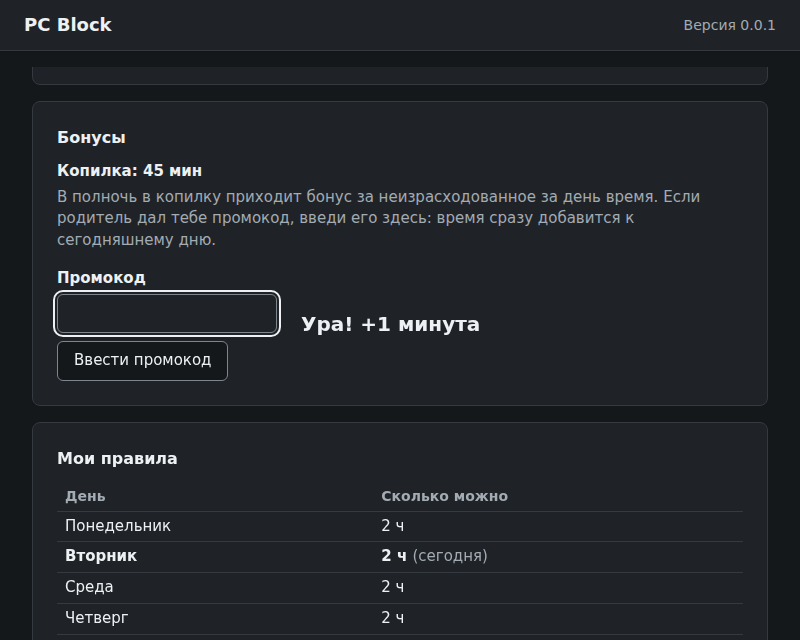 PC Block
Версия 0.0.1
Бонусы
Копилка: 45 мин
В полночь в копилку приходит бонус за неизрасходованное за день время. Если
родитель дал тебе промокод, введи его здесь: время сразу добавится к
сегодняшнему дню.
Промокод
Ура! +1 минута
Ввести промокод
Мои правила
День Сколько можно
Понедельник 2 ч
Вторник 2 ч (сегодня)
Среда 2 ч
Четверг 2 ч